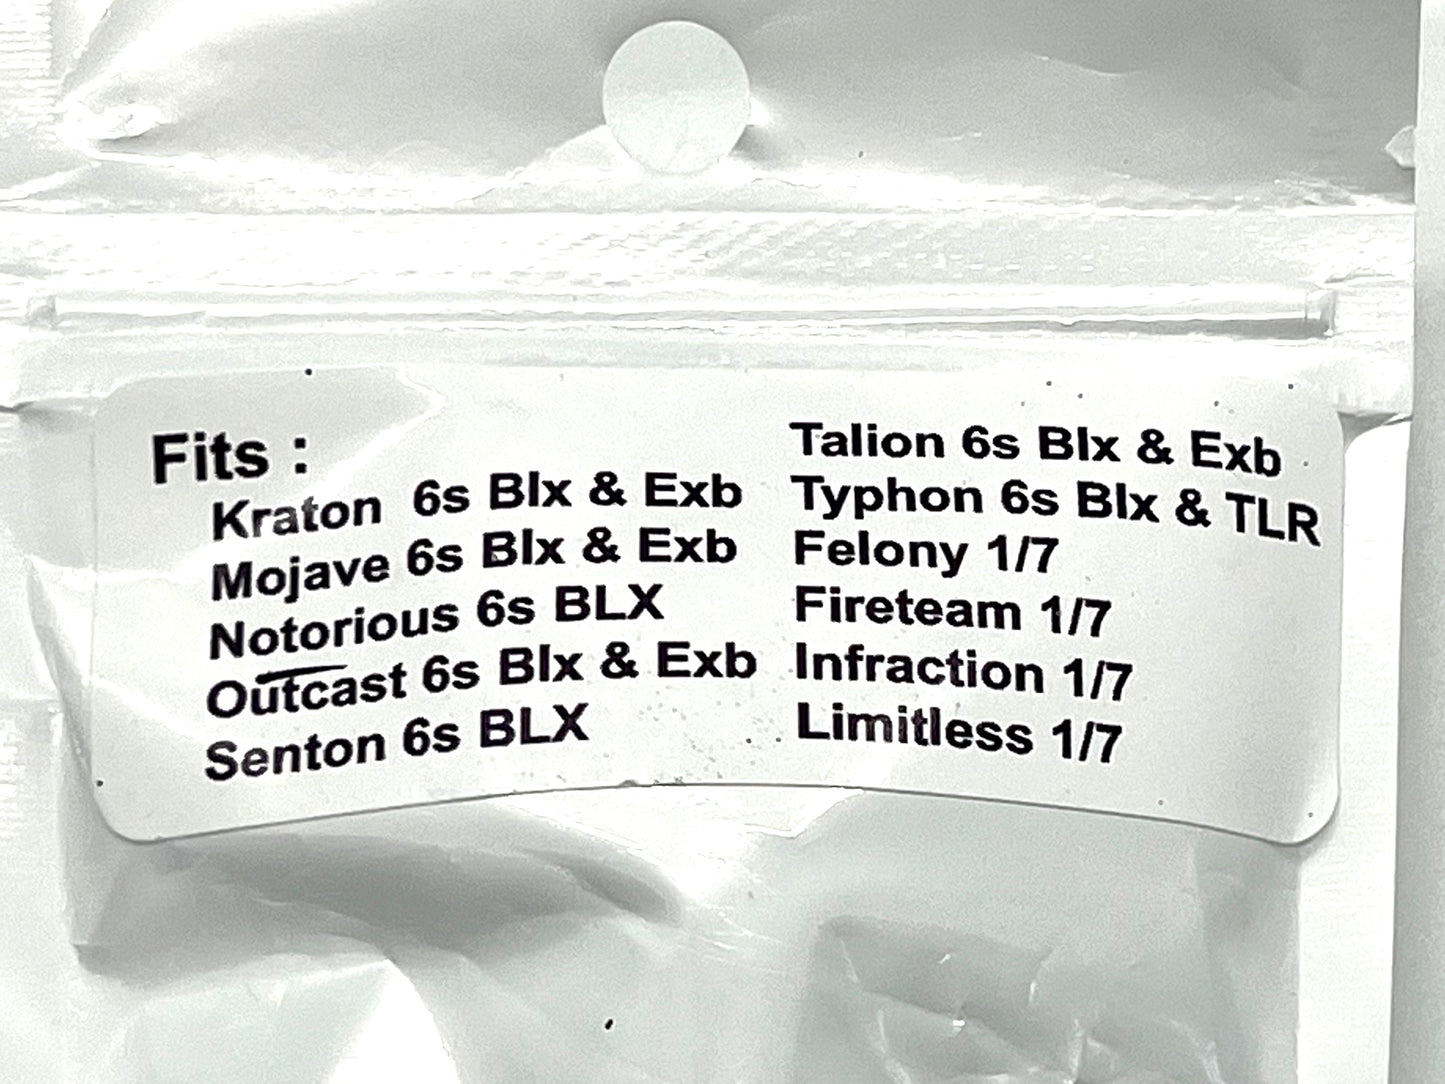 Fits :
Kraton 6s Blx & Exb
Mojave 6s Blx & Exb
Notorious 6s BLX
Outcast 6s Blx & Exb
Senton 6s BLX
Talion 6s Blx & Exb
Typhon 6s Blx & TLR
Felony 1/7
Fireteam 1/7
Infraction 1/7
Limitless 1/7